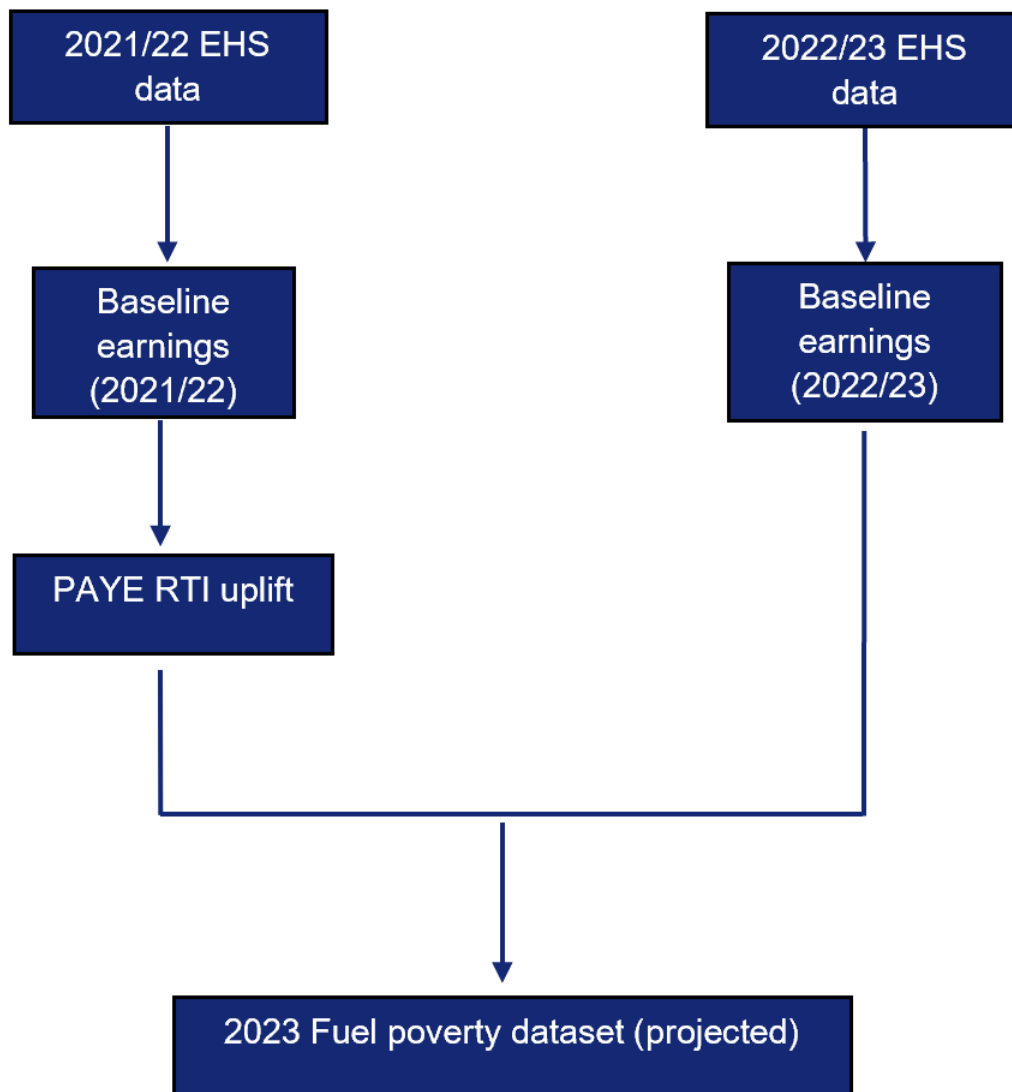 2021/22 EHS
data
2022/23 EHS
data
Baseline
earnings
(2021/22)
Baseline
earnings
(2022/23)
PAYE RTI uplift
2023 Fuel poverty dataset (projected)